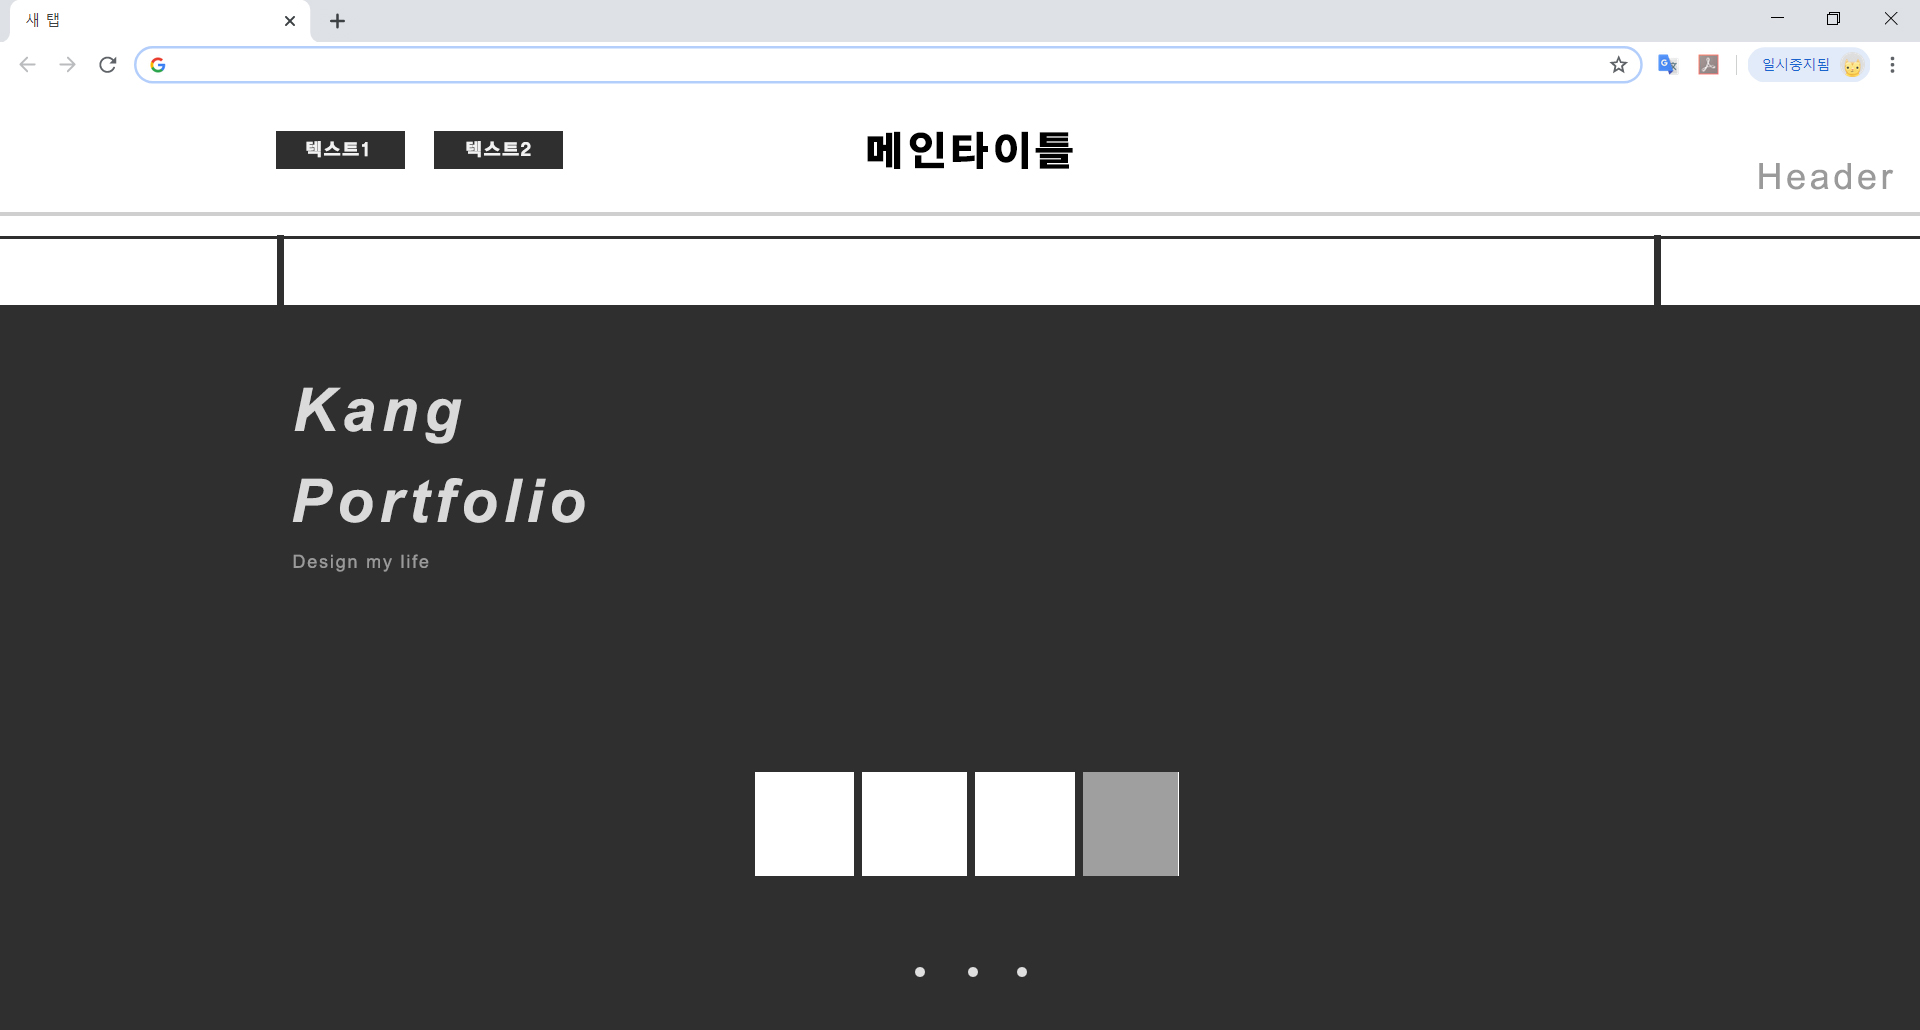 새 탭
일시중지됨
텍스트1
텍스트2
메인타이틀
Header
Kang
Portfolio
Design my life